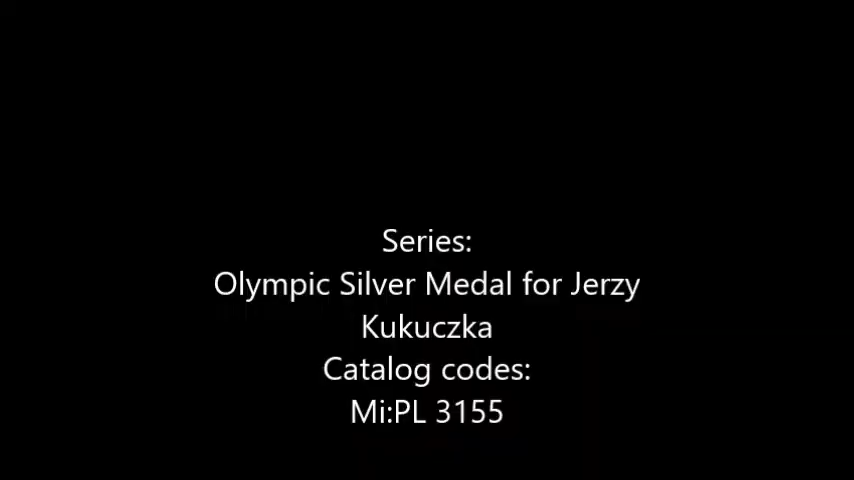 Series:
Olympic Silver Medal for Jerzy
Kukuczka
Catalog codes:
Mi:PL 3155